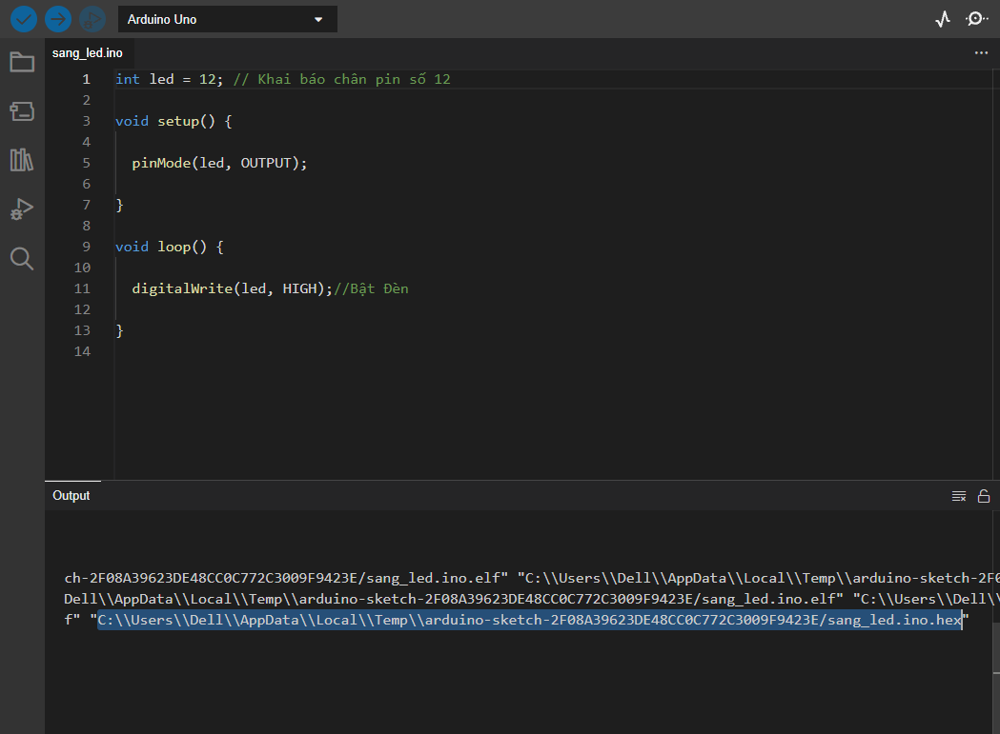 Arduino Uno
sang_led.ino
1 int led = 12; // Khai báo chân pin số 12
2
3 void setup() {
4
5 pinMode(led, OUTPUT);
6
7 }
8
9 void loop() {
10
11 digitalWrite(led, HIGH);//Bật Đèn
12
13 }
14
Output
ch-2F08A39623DE48CC0C772C3009F9423E/sang_led.ino.elf" "C:\\Users\\Dell\\AppData\\Local\\Temp\\arduino-sketch-2F0
Dell\\AppData\\Local\\Temp\\arduino-sketch-2F08A39623DE48CC0C772C3009F9423E/sang_led.ino.elf" "C:\\Users\\Dell\\
f" "C:\\Users\\Dell\\AppData\\Local\\Temp\\arduino-sketch-2F08A39623DE48CC0C772C3009F9423E/sang_led.ino.hex"